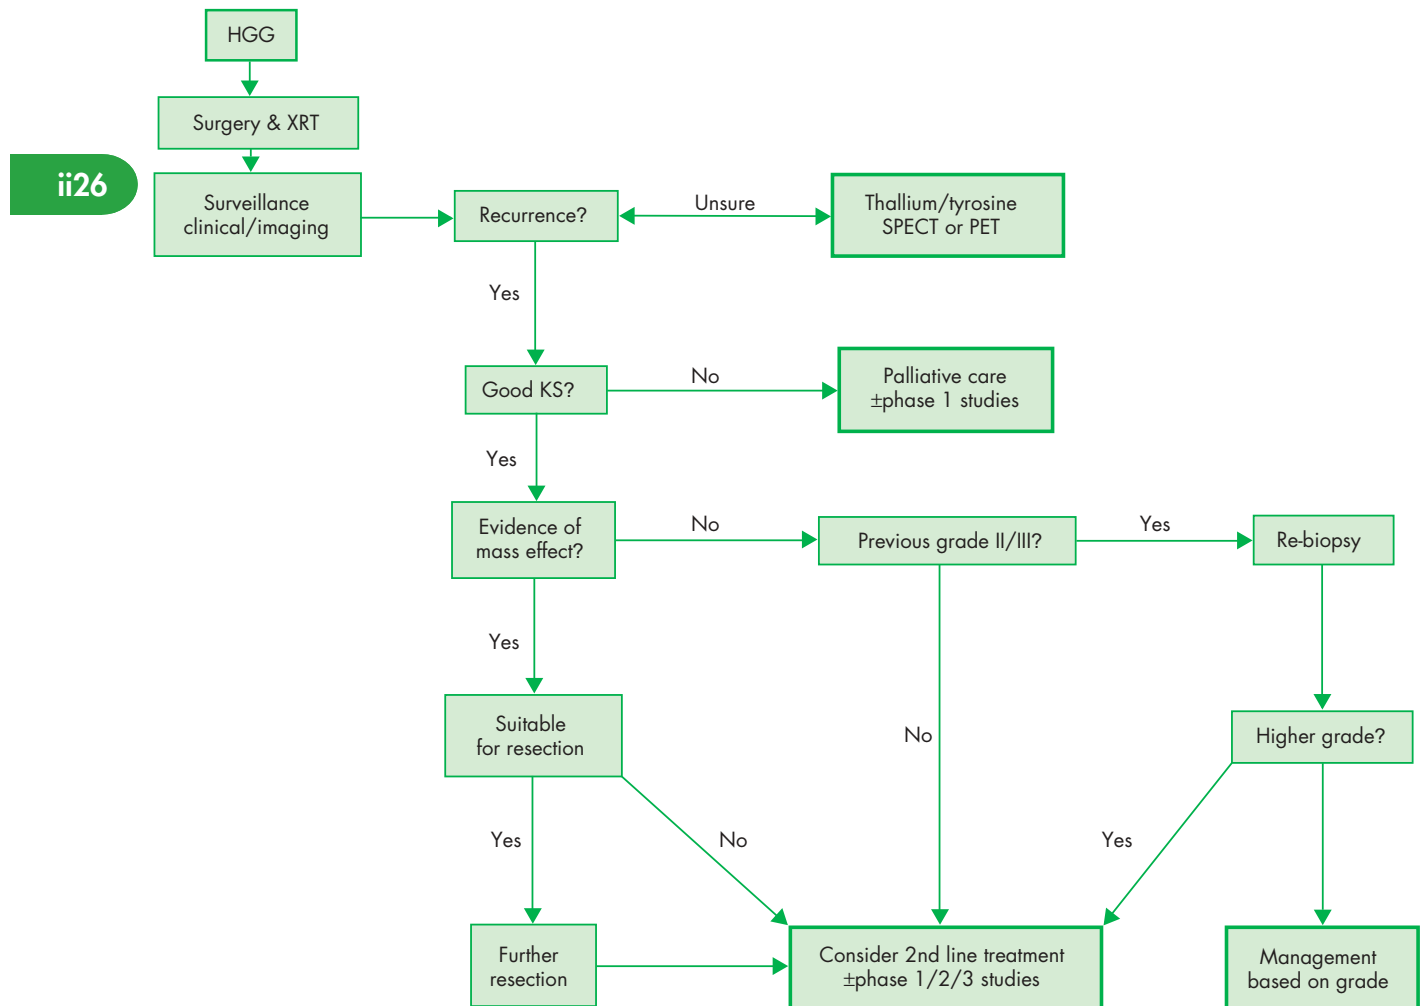 HGG
Surgery & XRT
ii26
Surveillance
clinical/imaging
Recurrence?
Unsure
Thallium/tyrosine
SPECT or PET
Yes
Good KS?
No
Palliative care
±phase 1 studies
Yes
Evidence of
mass effect?
No
Previous grade II/III?
Yes
Re-biopsy
Yes
Suitable
for resection
No
Higher grade?
Yes
No
Yes
Further
resection
Consider 2nd line treatment
±phase 1/2/3 studies
Management
based on grade